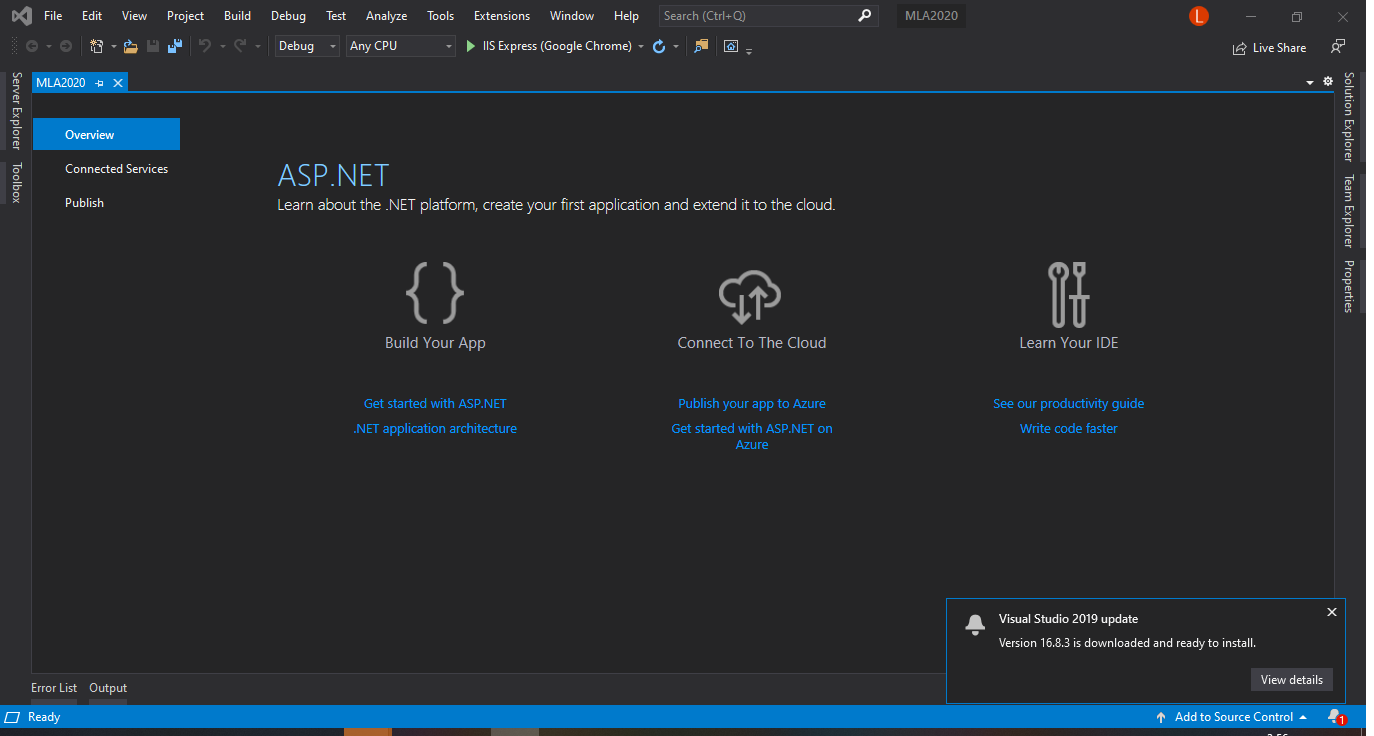 File Edit View Project Build Debug Test Analyze Tools Extensions Window Help Search (Ctrl+Q) MLA2020 L
Debug Any CPU IIS Express (Google Chrome) Live Share
MLA2020
Server Explorer
Toolbox
Overview
Connected Services
Publish
ASP.NET
Learn about the .NET platform, create your first application and extend it to the cloud.
Build Your App
Get started with ASP.NET
.NET application architecture
Connect To The Cloud
Publish your app to Azure
Get started with ASP.NET on
Azure
Learn Your IDE
See our productivity guide
Write code faster
Solution Explorer
Team Explorer
Properties
Visual Studio 2019 update
Version 16.8.3 is downloaded and ready to install.
View details
Error List Output
Ready Add to Source Control 1